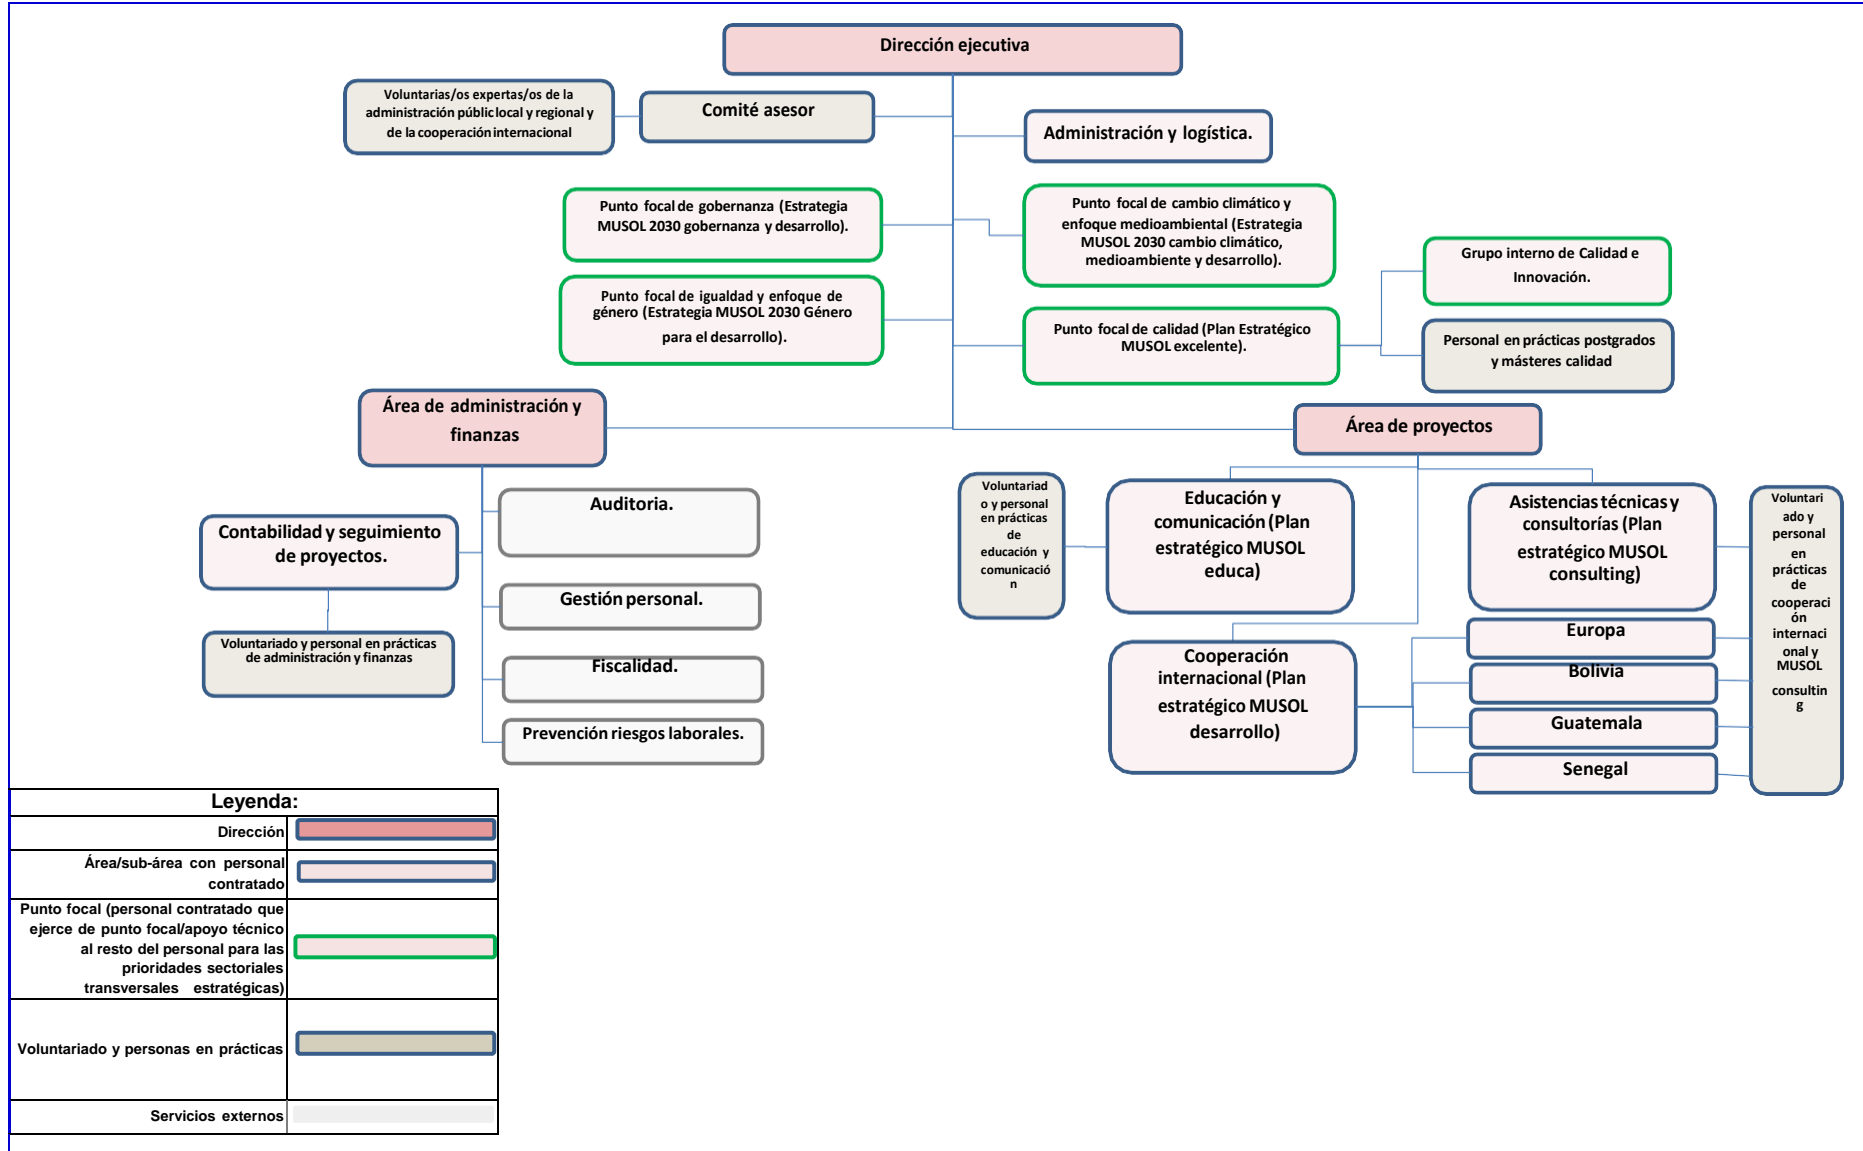 Dirección ejecutiva
Voluntarias/os expertas/os de la
administración públic local y regional y
de la cooperación internacional
Comité asesor
Administración y logística.
Punto focal de gobernanza (Estrategia
MUSOL 2030 gobernanza y desarrollo).
Punto focal de cambio climático y
enfoque medioambiental (Estrategia
MUSOL 2030 cambio climático,
medioambiente y desarrollo).
Grupo interno de Calidad e
Innovación.
Punto focal de igualdad y enfoque de
género (Estrategia MUSOL 2030 Género
para el desarrollo).
Punto focal de calidad (Plan Estratégico
MUSOL excelente).
Personal en prácticas postgrados
y másteres calidad
Área de administración y
finanzas
Área de proyectos
Auditoria.
Contabilidad y seguimiento
de proyectos.
Gestión personal.
Voluntariado y personal en prácticas
de administración y finanzas
Fiscalidad.
Prevención riesgos laborales.
Voluntariad
o y personal
en prácticas
de
educación y
comunicació
n
Educación y
comunicación (Plan
estratégico MUSOL
educa)
Asistencias técnicas y
consultorías (Plan
estratégico MUSOL
consulting)
Voluntari
ado y
personal
en
prácticas
de
cooperaci
ón
internaci
onal y
MUSOL
consultin
g
Cooperación
internacional (Plan
estratégico MUSOL
desarrollo)
Europa
Bolivia
Guatemala
Senegal
Leyenda:
Dirección
Área/sub-área con personal
contratado
Punto focal (personal contratado que
ejerce de punto focal/apoyo técnico
al resto del personal para las
prioridades sectoriales
transversales estratégicas)
Voluntariado y personas en prácticas
Servicios externos